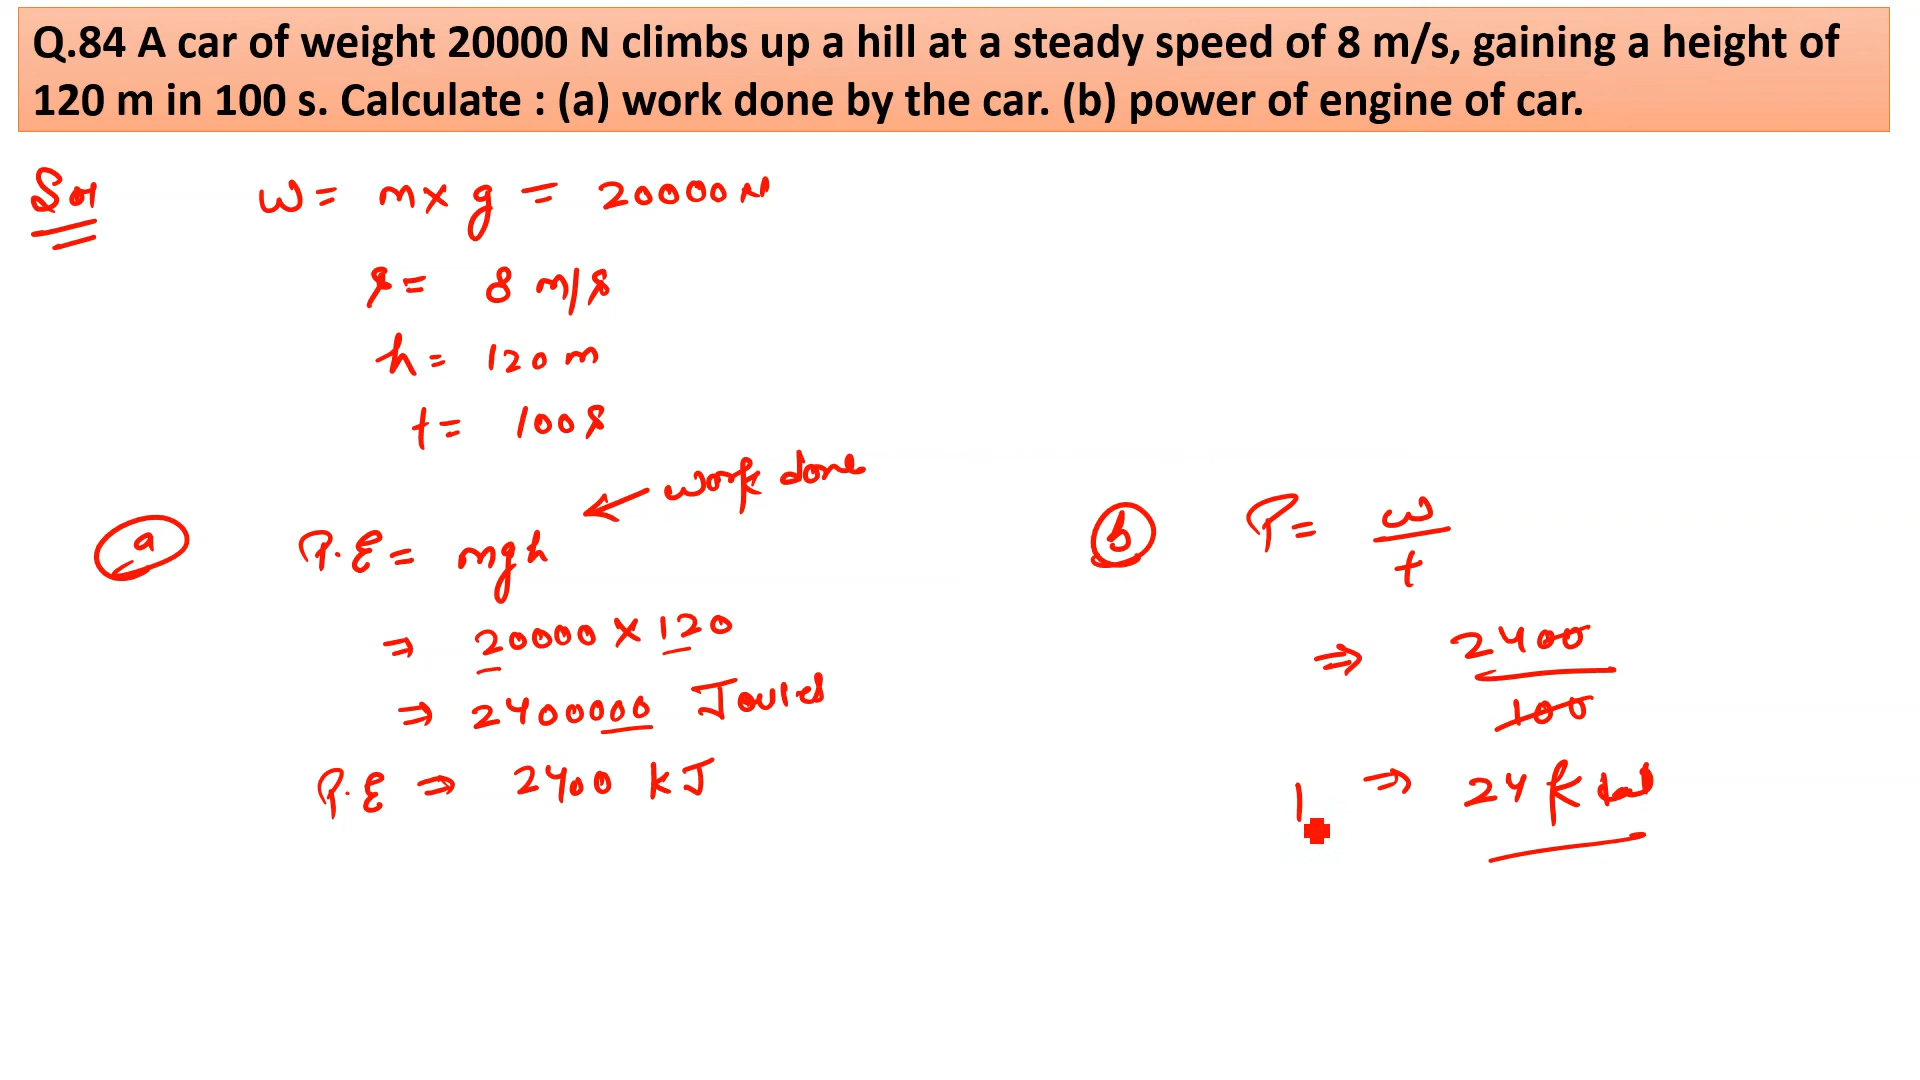 Q.84 A car of weight 20000 N climbs up a hill at a steady speed of 8 m/s, gaining a height of
120 m in 100 s. Calculate : (a) work done by the car. (b) power of engine of car.
Sol
W = m x g = 20000 N
s = 8 m/s
h = 120 m
t = 100 s
← work done
(a) P.E = mgh
⇒ 20000 x 120
⇒ 2400000 Joules
P.E ⇒ 2400 KJ
(b) P = W/t
⇒ 2400/100
⇒ 24 K